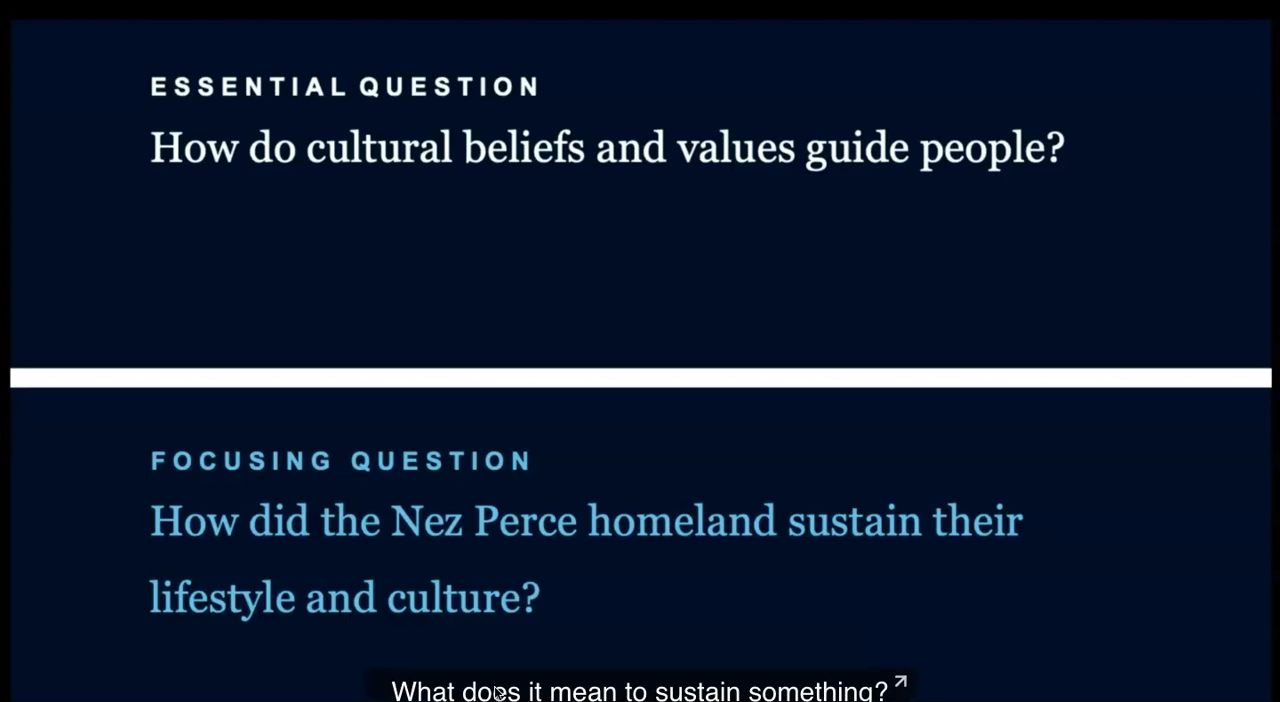 ESSENTIAL QUESTION
How do cultural beliefs and values guide people?
FOCUSING QUESTION
How did the Nez Perce homeland sustain their
lifestyle and culture?
What does it mean to sustain something?